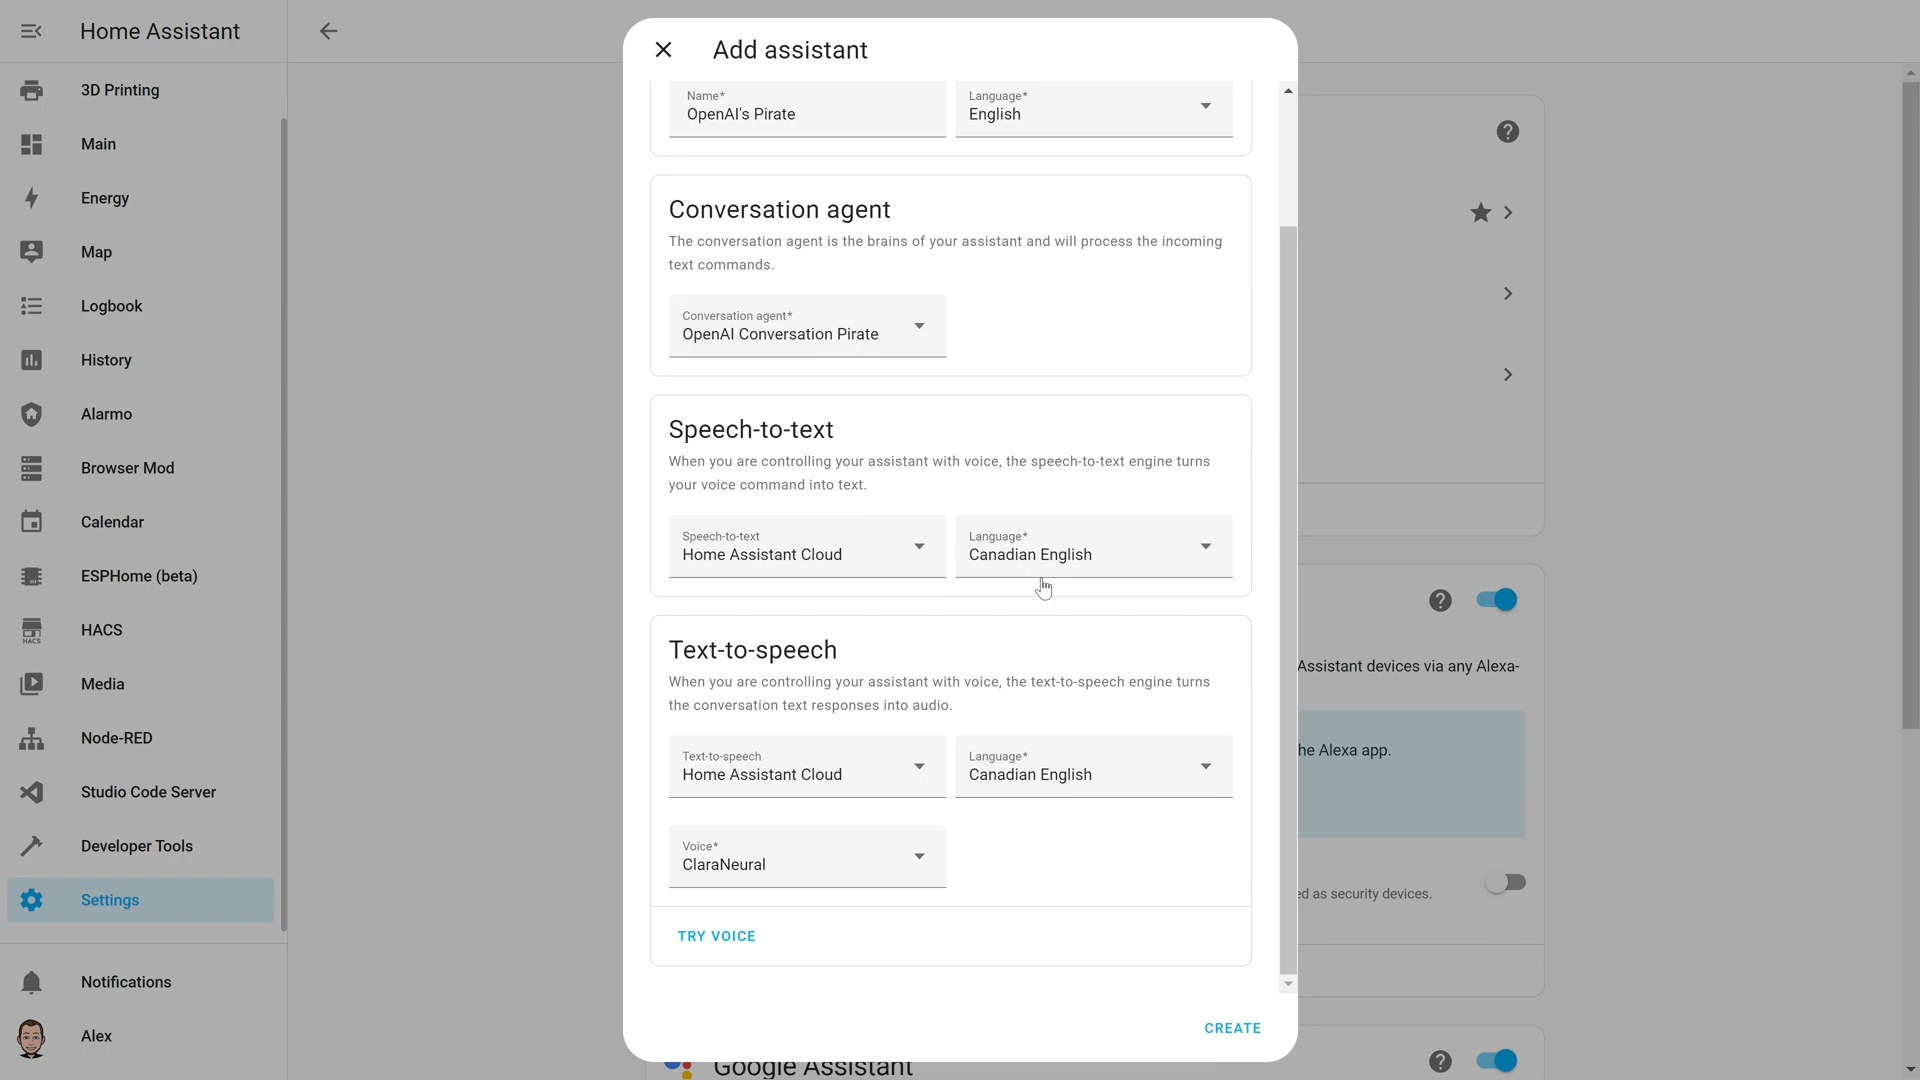 Home Assistant
3D Printing
Main
Energy
Map
Logbook
History
Alarmo
Browser Mod
Calendar
ESPHome (beta)
HACS
HACS
Media
Node-RED
Studio Code Server
Developer Tools
Settings
Notifications
Alex
Add assistant
Name*
OpenAI's Pirate
Language*
English
Conversation agent
The conversation agent is the brains of your assistant and will process the incoming
text commands.
Conversation agent*
OpenAI Conversation Pirate
Speech-to-text
When you are controlling your assistant with voice, the speech-to-text engine turns
your voice command into text.
Speech-to-text
Home Assistant Cloud
Language*
Canadian English
Text-to-speech
When you are controlling your assistant with voice, the text-to-speech engine turns
the conversation text responses into audio.
Text-to-speech
Home Assistant Cloud
Language*
Canadian English
Voice*
ClaraNeural
TRY VOICE
CREATE
Assistant devices via any Alexa-
he Alexa app.
ed as security devices.
Google Assistant